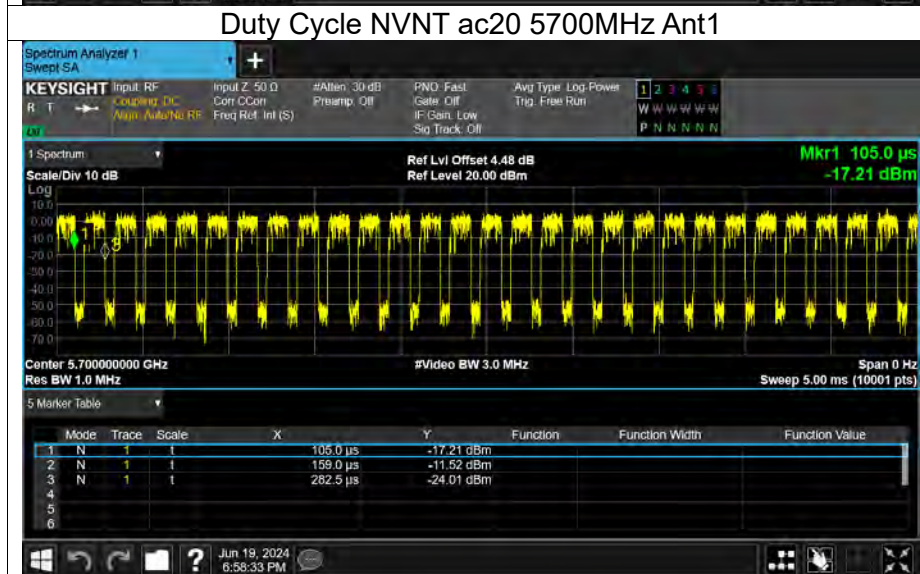 Duty Cycle NVNT ac20 5700MHz Ant1
Spectrum Analyzer 1
Swept SA
+
KEYSIGHT Input: RF Input Z: 50 Ω #Atten: 30 dB PNO: Fast Avg Type: Log-Power 1 2 3 4 5 6
R T Coupling: DC Corr CCorr Preamp: Off Gate: Off Trig: Free Run W W W W W W
Align: Auto/No RF Freq Ref: Int (S) IF Gain: Low
Sig Track: Off P N N N N N
1 Spectrum Ref Lvl Offset 4.48 dB Mkr1 105.0 µs
Scale/Div 10 dB Ref Level 20.00 dBm -17.21 dBm
Log
10.0
0.00
-10.0
-20.0
-30.0
-40.0
-50.0
-60.0
-70.0
1
3
Center 5.700000000 GHz #Video BW 3.0 MHz Span 0 Hz
Res BW 1.0 MHz Sweep 5.00 ms (10001 pts)
5 Marker Table
Mode Trace Scale X Y Function Function Width Function Value
1 N 1 t 105.0 µs -17.21 dBm
2 N 1 t 159.0 µs -11.52 dBm
3 N 1 t 282.5 µs -24.01 dBm
4
5
6
? Jun 19, 2024
6:58:33 PM